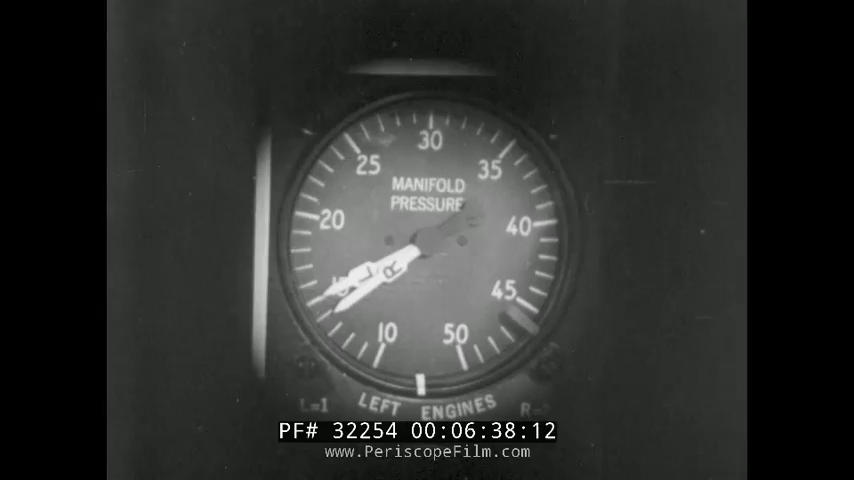 30
25
35
MANIFOLD
PRESSURE
20
40
L
R
45
10
50
L=1
LEFT ENGINES
PF# 32254 00:06:38:12
www.PeriscopeFilm.com